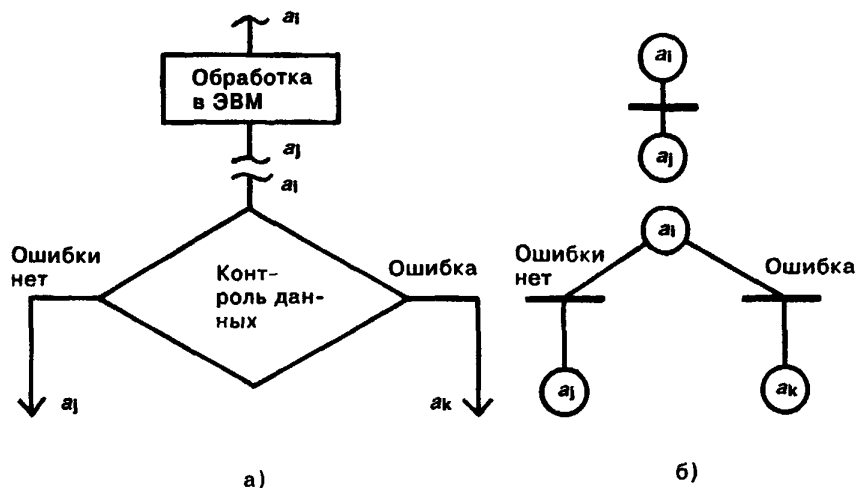 aᵢ
Обработка
в ЭВМ
aⱼ
aᵢ
Ошибки
нет
Конт-
роль дан-
ных
Ошибка
aⱼ
aₖ
а)
aᵢ
aⱼ
aᵢ
Ошибки
нет
Ошибка
aⱼ
aₖ
б)